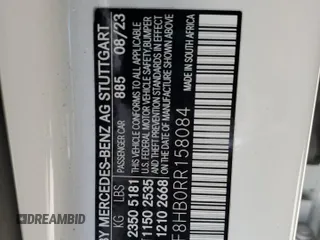 BY MERCEDES-BENZ AG STUTTGART
885 08/23
PASSENGER CAR
KG LBS
2350 5181
1150 2535
1210 2668
THIS VEHICLE CONFORMS TO ALL APPLICABLE
FEDERAL MOTOR VEHICLE SAFETY, BUMPER,
AND THEFT PREVENTION STANDARDS
IN EFFECT ON THE DATE OF MANUFACTURE
F8HB0RR158084
MADE IN SOUTH AFRICA
DREAMBID